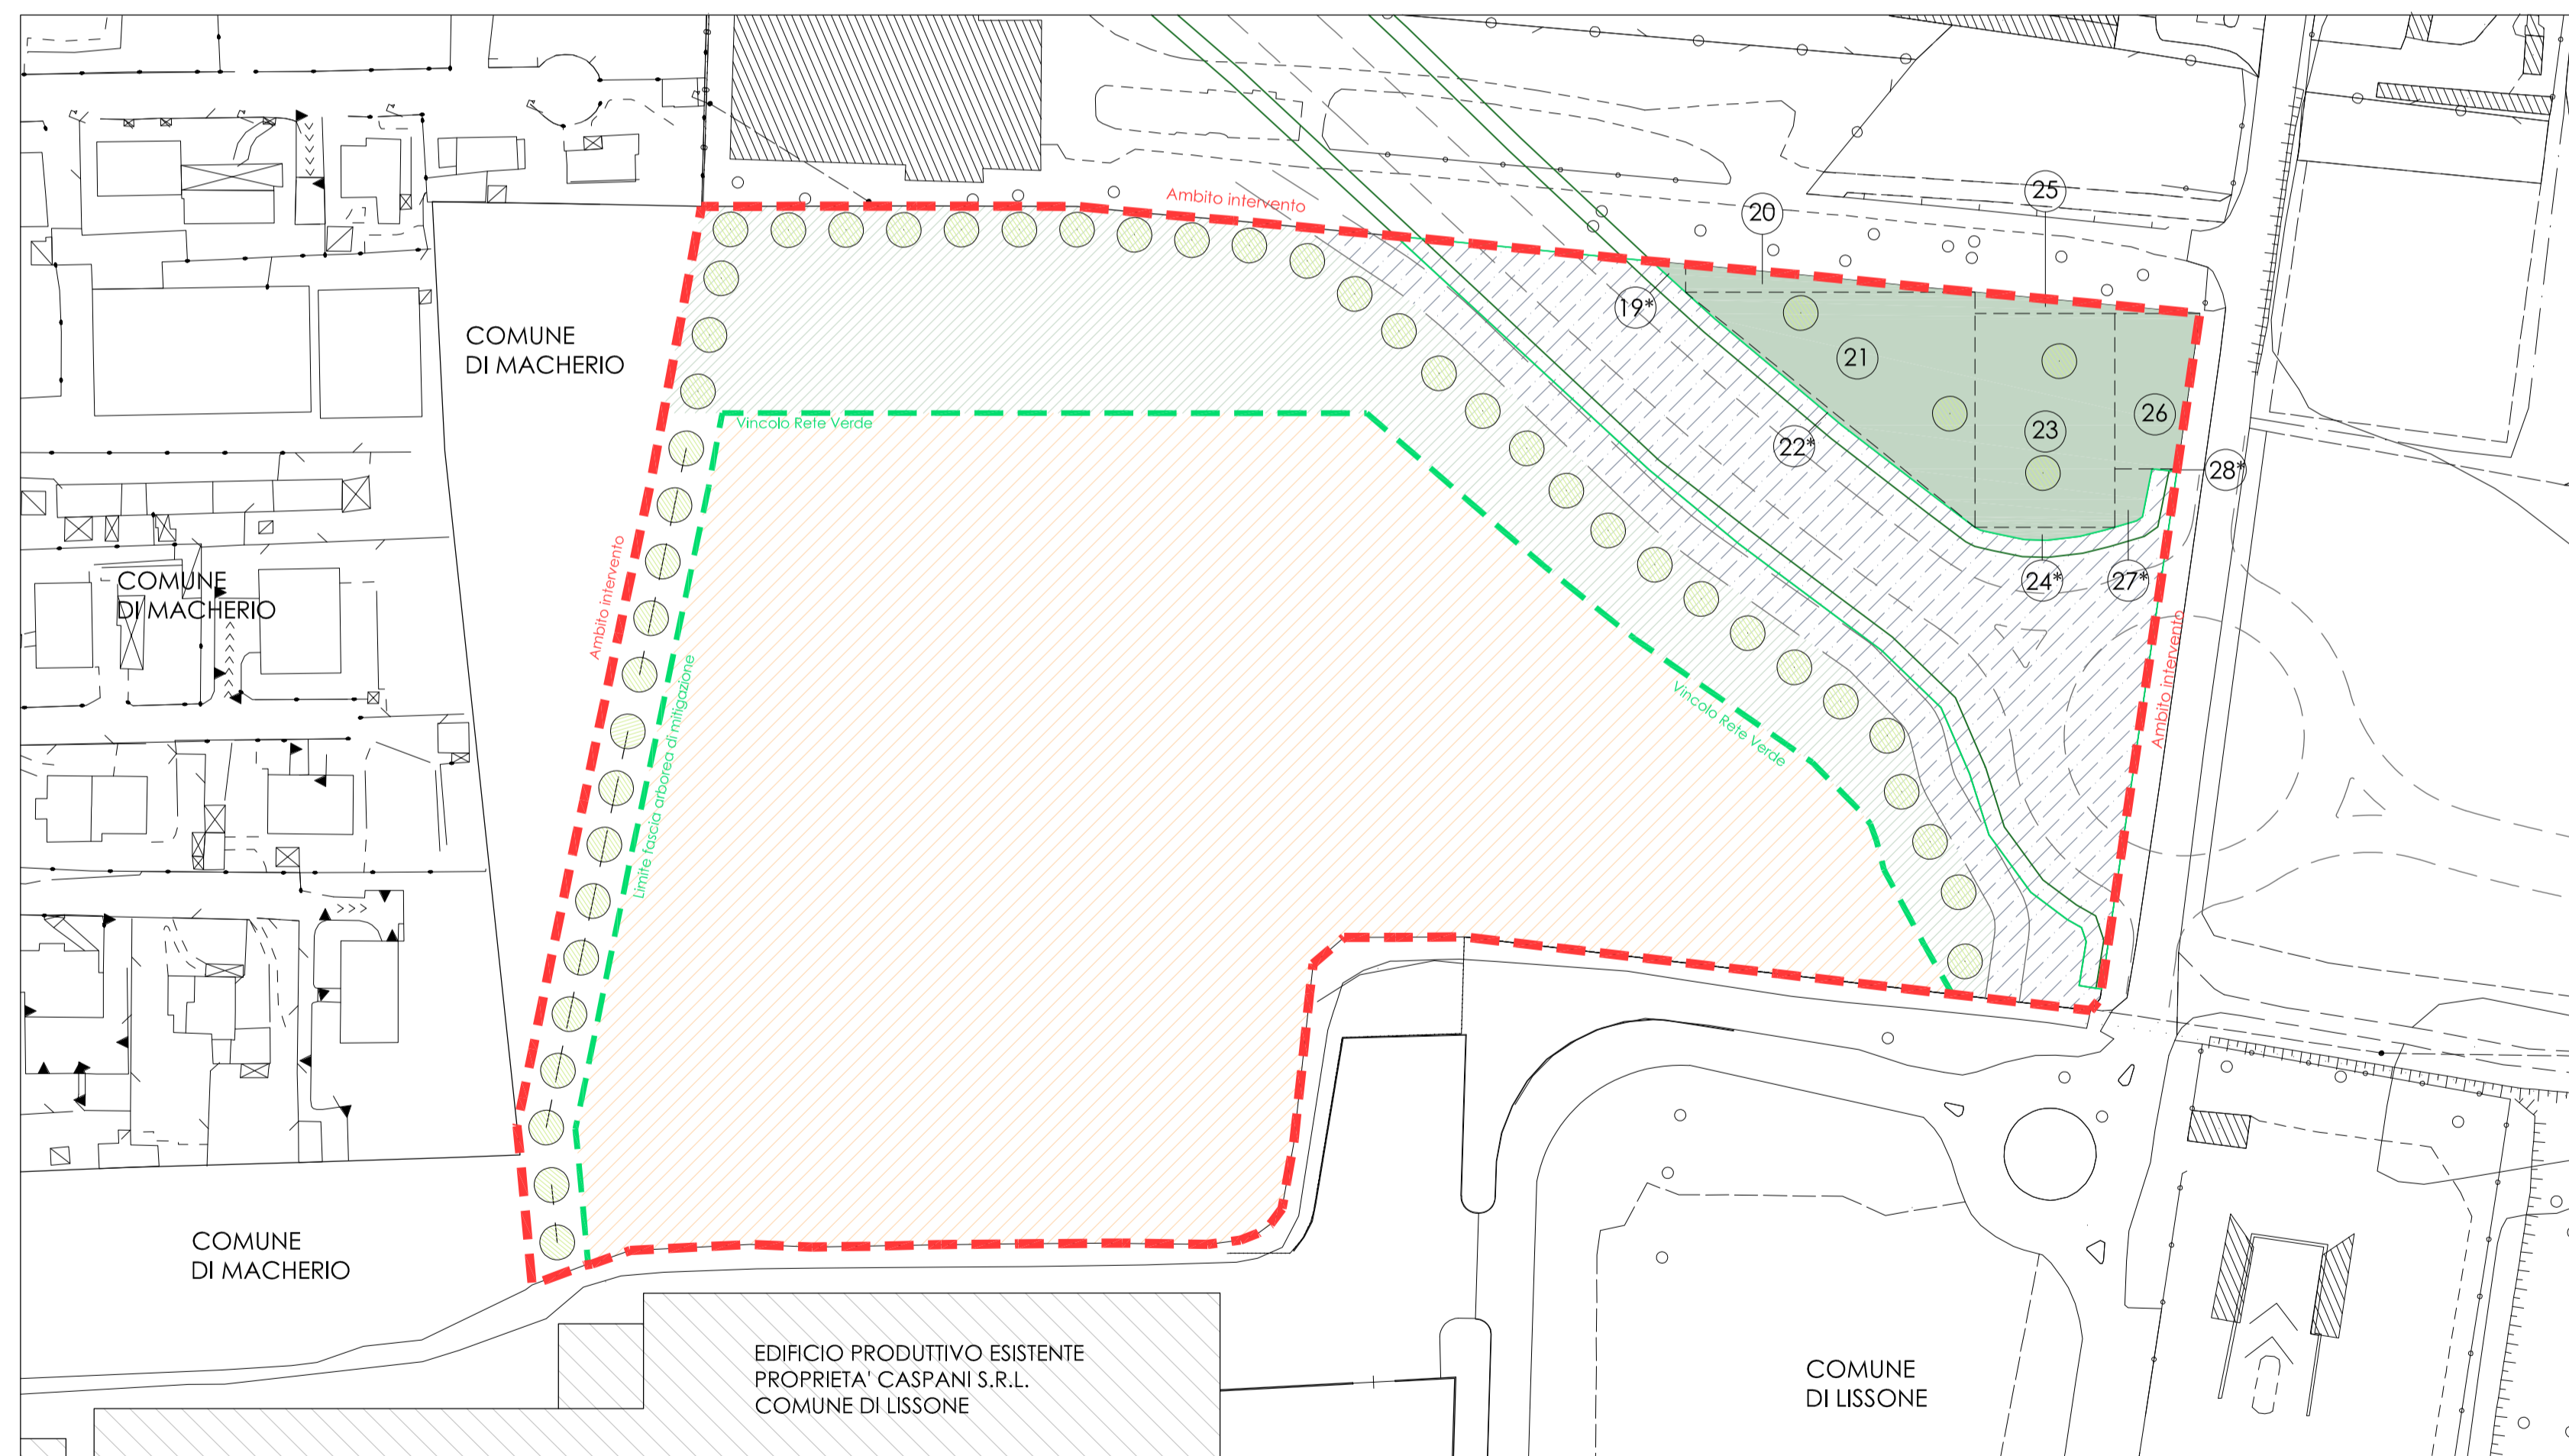 Ambito intervento
25
20
19*
COMUNE
DI MACHERIO
21
26
Vincolo Rete Verde
23
22*
28*
Ambito intervento
COMUNE
DI MACHERIO
24*
27*
Ambito intervento
Limite fascia arborea di mitigazione
Vincolo Rete Verde
COMUNE
DI MACHERIO
EDIFICIO PRODUTTIVO ESISTENTE
PROPRIETA' CASPANI S.R.L.
COMUNE DI LISSONE
COMUNE
DI LISSONE